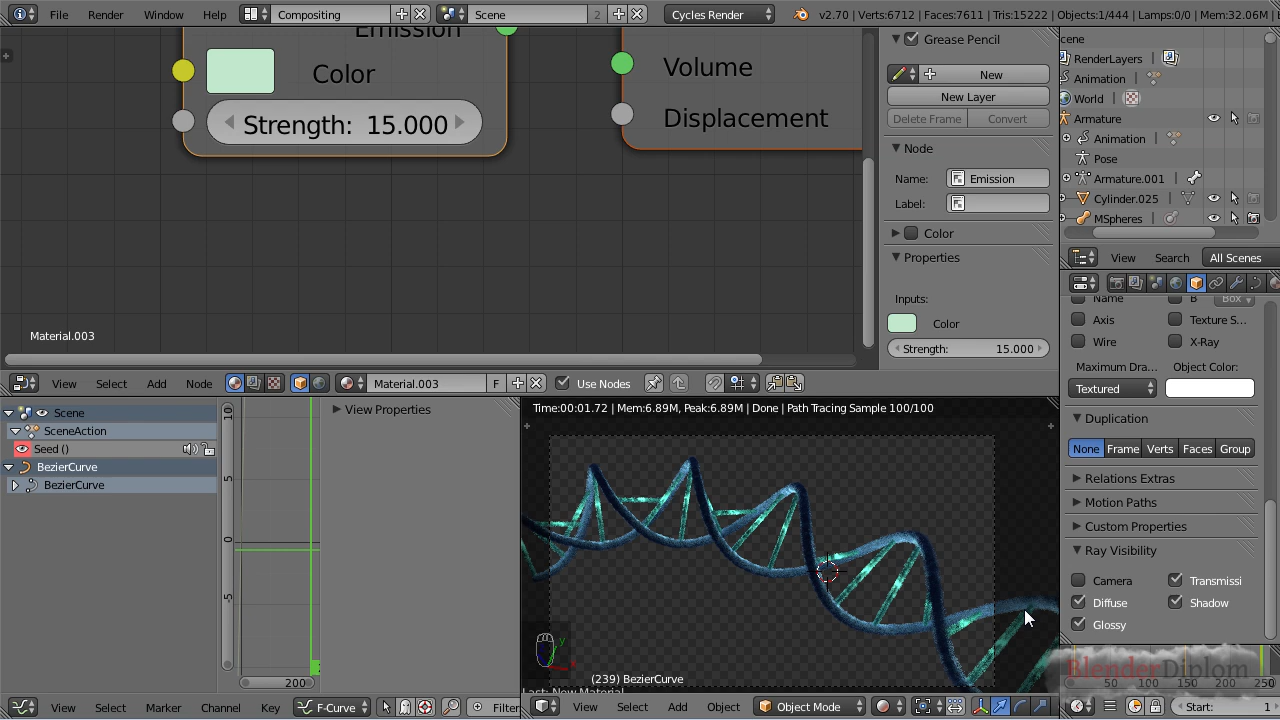 File Render Window Help Compositing Scene 2 Cycles Render v2.70 | Verts:6712 | Faces:7611 | Tris:15222 | Objects:1/444 | Lamps:0/0 | Mem:32.06M |
Emission
Color
Strength: 15.000
Volume
Displacement
Material.003
Grease Pencil
New
New Layer
Delete Frame Convert
Node
Name: Emission
Label:
Color
Properties
Inputs:
Color
Strength: 15.000
cene
RenderLayers
Animation
World
Armature
Animation
Pose
Armature.001
Cylinder.025
MSpheres
View Search All Scenes
Name B Box
Axis Texture S...
Wire X-Ray
Maximum Dra... Object Color:
Textured
Duplication
None Frame Verts Faces Group
Relations Extras
Motion Paths
Custom Properties
Ray Visibility
Camera Transmissi
Diffuse Shadow
Glossy
View Select Add Node Material.003 F Use Nodes
Scene
SceneAction
Seed ()
BezierCurve
BezierCurve
10
5
0
-5
200
View Properties
Time:00:01.72 | Mem:6.89M, Peak:6.89M | Done | Path Tracing Sample 100/100
y
x
(239) BezierCurve
Last: New Material
BlenderDiplom
50 100 150 200 250
View Select Marker Channel Key F-Curve Filter
View Select Add Object Object Mode
Start: 1